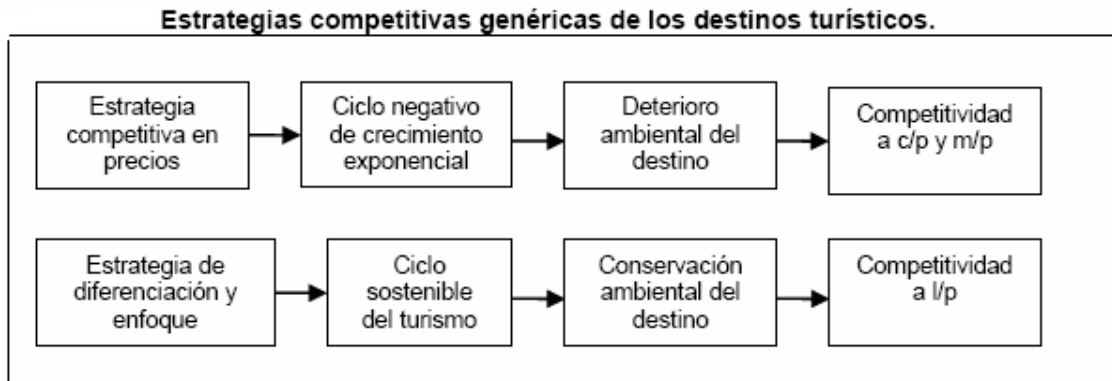 Estrategias competitivas genéricas de los destinos turísticos.
Estrategia
competitiva en
precios
Ciclo negativo
de crecimiento
exponencial
Deterioro
ambiental del
destino
Competitividad
a c/p y m/p
Estrategia de
diferenciación y
enfoque
Ciclo
sostenible
del turismo
Conservación
ambiental del
destino
Competitividad
a l/p